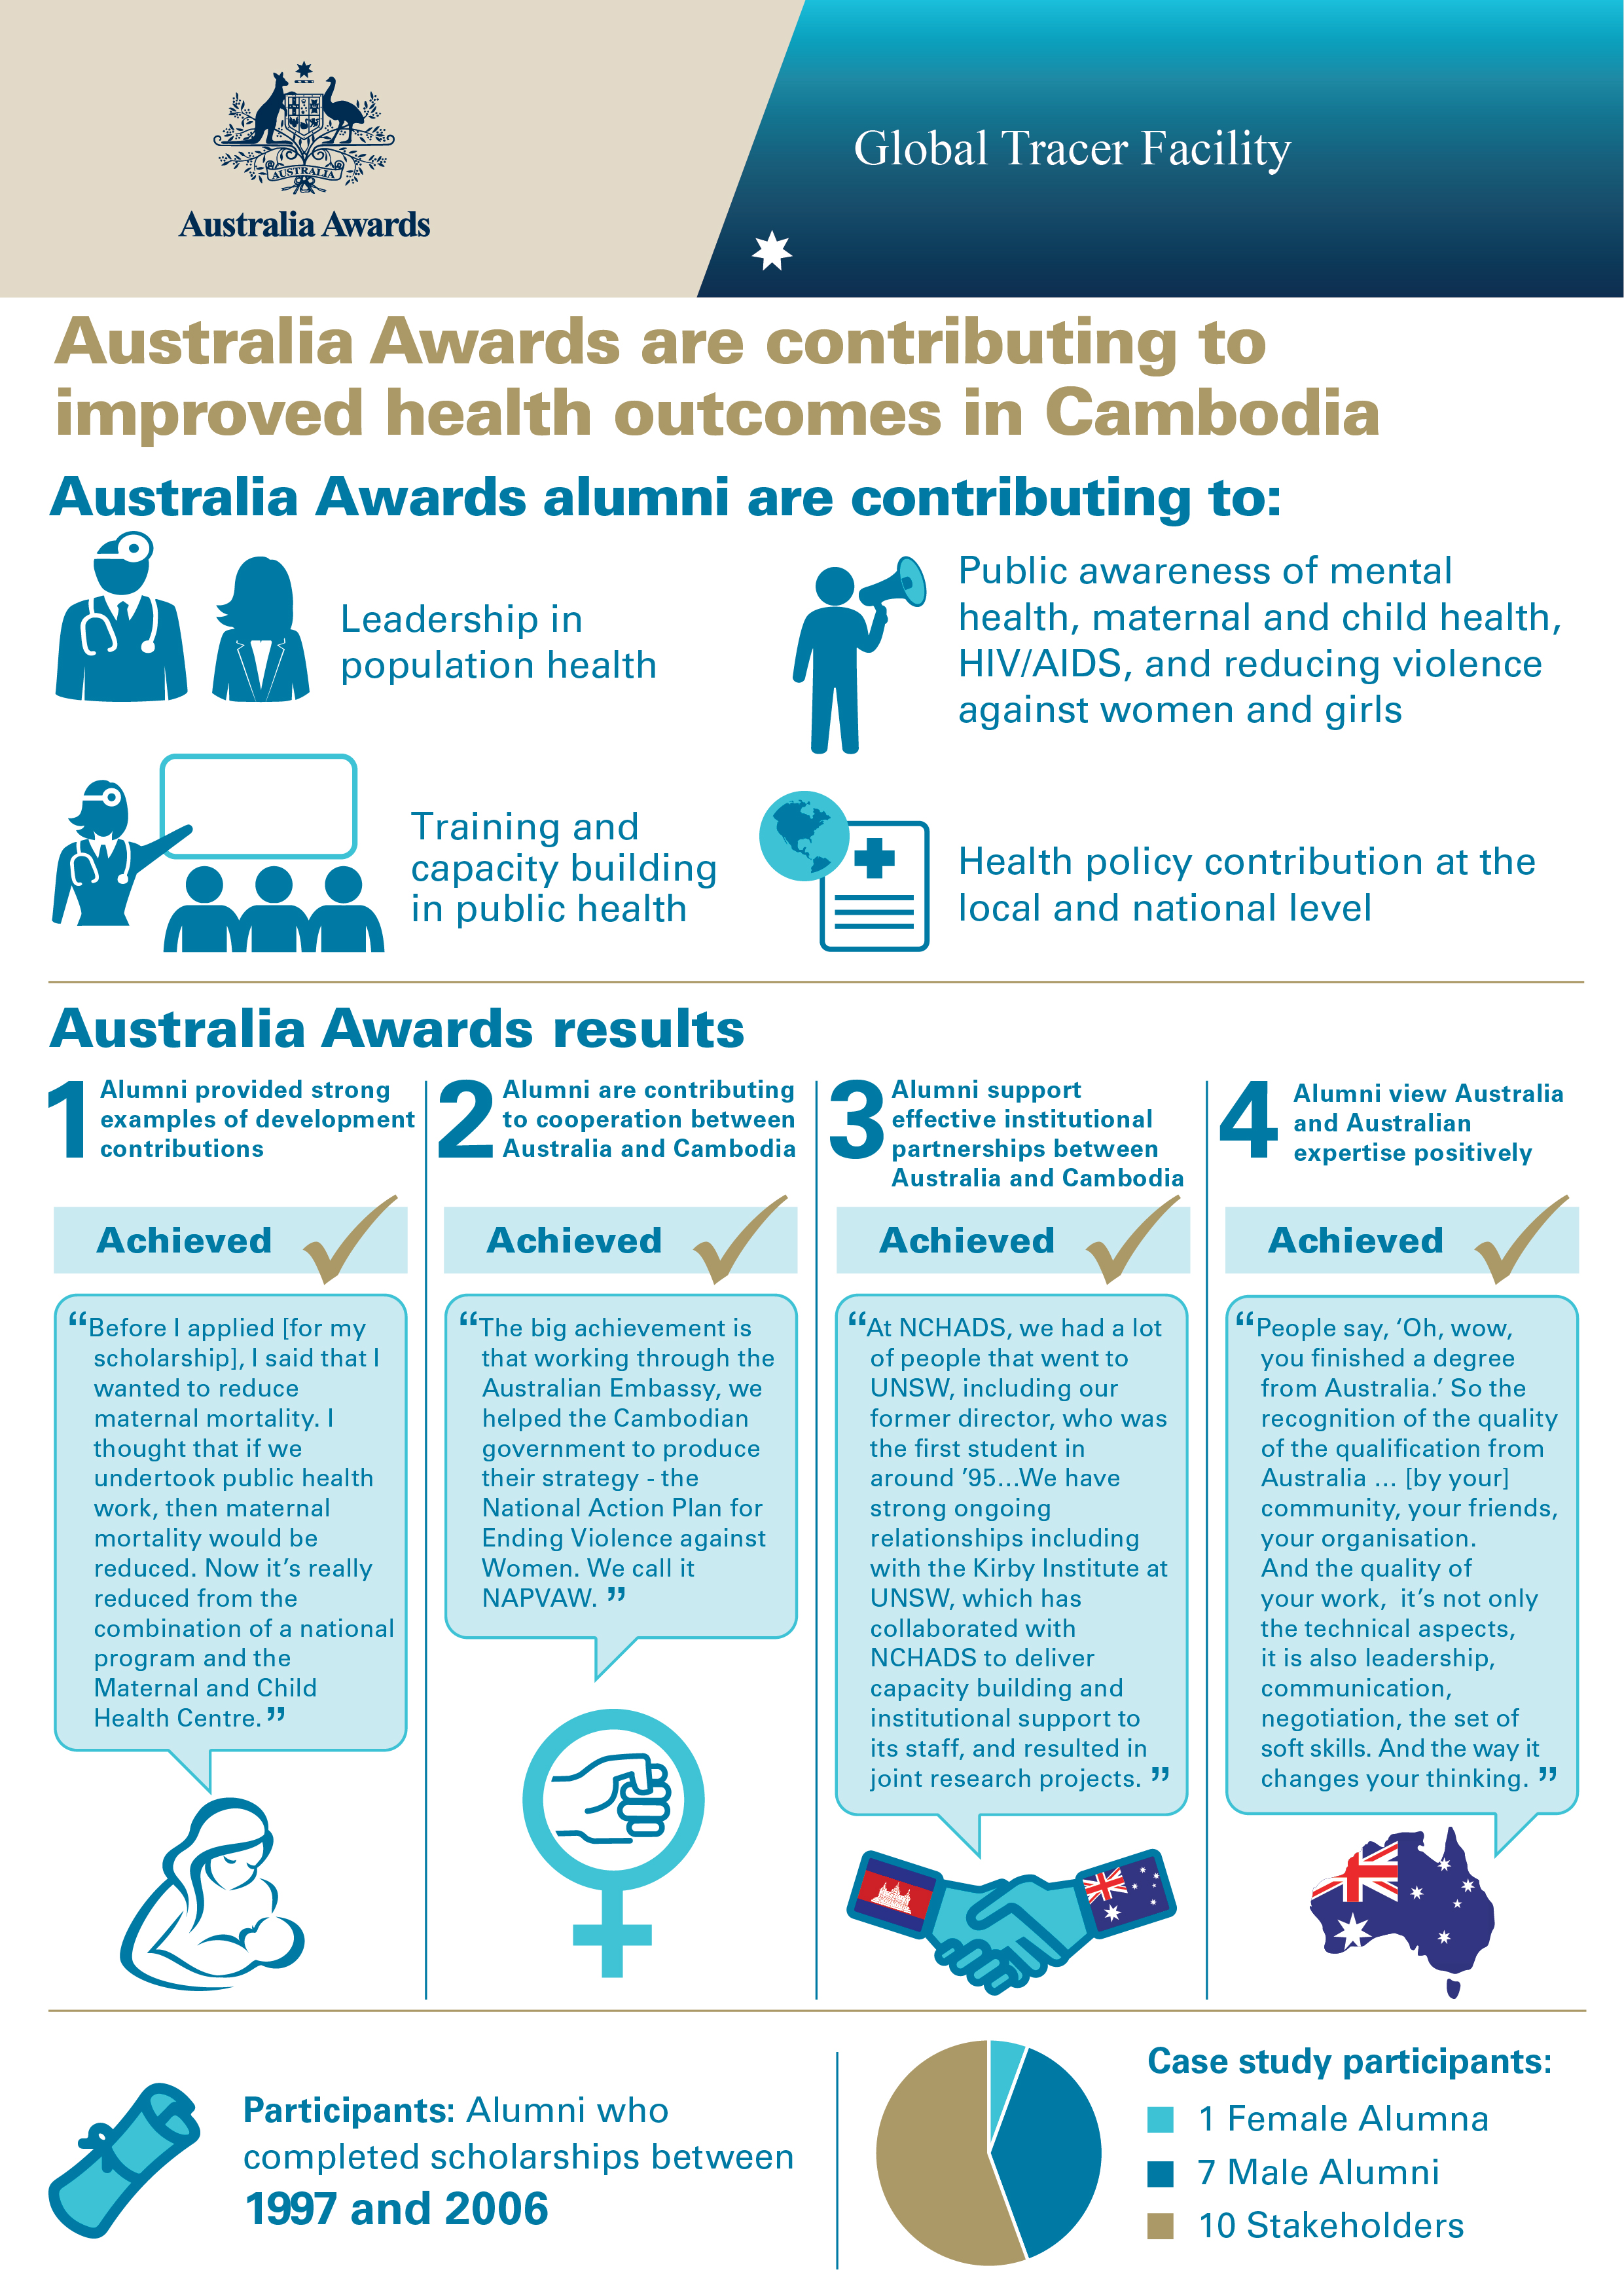 AUSTRALIA
Australia Awards
Global Tracer Facility
Australia Awards are contributing to
improved health outcomes in Cambodia
Australia Awards alumni are contributing to:
Leadership in
population health
Public awareness of mental
health, maternal and child health,
HIV/AIDS, and reducing violence
against women and girls
Training and
capacity building
in public health
Health policy contribution at the
local and national level
Australia Awards results
1 Alumni provided strong
examples of development
contributions
Achieved
“Before I applied [for my
scholarship], I said that I
wanted to reduce
maternal mortality. I
thought that if we
undertook public health
work, then maternal
mortality would be
reduced. Now it’s really
reduced from the
combination of a national
program and the
Maternal and Child
Health Centre.”
2 Alumni are contributing
to cooperation between
Australia and Cambodia
Achieved
“The big achievement is
that working through the
Australian Embassy, we
helped the Cambodian
government to produce
their strategy - the
National Action Plan for
Ending Violence against
Women. We call it
NAPVAW.”
3 Alumni support
effective institutional
partnerships between
Australia and Cambodia
Achieved
“At NCHADS, we had a lot
of people that went to
UNSW, including our
former director, who was
the first student in
around ’95...We have
strong ongoing
relationships including
with the Kirby Institute at
UNSW, which has
collaborated with
NCHADS to deliver
capacity building and
institutional support to
its staff, and resulted in
joint research projects.”
4 Alumni view Australia
and Australian
expertise positively
Achieved
“People say, ‘Oh, wow,
you finished a degree
from Australia.’ So the
recognition of the quality
of the qualification from
Australia ... [by your]
community, your friends,
your organisation.
And the quality of
your work, it’s not only
the technical aspects,
it is also leadership,
communication,
negotiation, the set of
soft skills. And the way it
changes your thinking.”
Participants: Alumni who
completed scholarships between
1997 and 2006
Case study participants:
1 Female Alumna
7 Male Alumni
10 Stakeholders